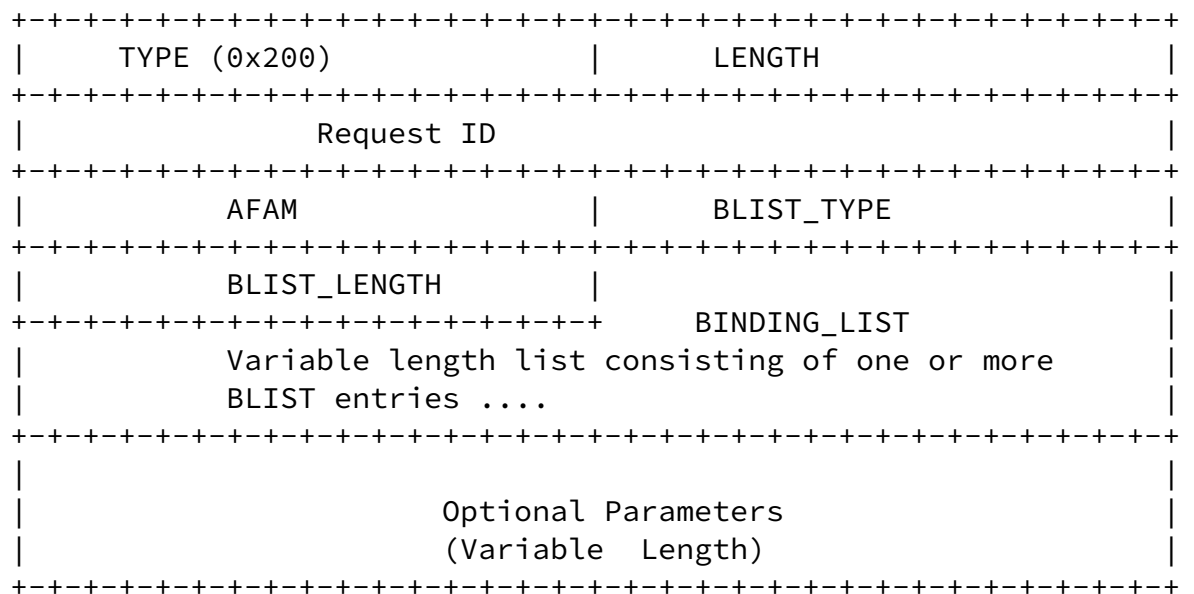 +-+-+-+-+-+-+-+-+-+-+-+-+-+-+-+-+-+-+-+-+-+-+-+-+-+-+-+-+-+-+-+-+
|     TYPE (0x200)              |      LENGTH                   |
+-+-+-+-+-+-+-+-+-+-+-+-+-+-+-+-+-+-+-+-+-+-+-+-+-+-+-+-+-+-+-+-+
|                Request ID                                     |
+-+-+-+-+-+-+-+-+-+-+-+-+-+-+-+-+-+-+-+-+-+-+-+-+-+-+-+-+-+-+-+-+
|           AFAM                |      BLIST_TYPE               |
+-+-+-+-+-+-+-+-+-+-+-+-+-+-+-+-+-+-+-+-+-+-+-+-+-+-+-+-+-+-+-+-+
|           BLIST_LENGTH        |                               |
+-+-+-+-+-+-+-+-+-+-+-+-+-+-+-+-+     BINDING_LIST              |
|           Variable length list consisting of one or more      |
|           BLIST entries ....                                  |
+-+-+-+-+-+-+-+-+-+-+-+-+-+-+-+-+-+-+-+-+-+-+-+-+-+-+-+-+-+-+-+-+
|                                                               |
|                       Optional Parameters                     |
|                       (Variable  Length)                      |
+-+-+-+-+-+-+-+-+-+-+-+-+-+-+-+-+-+-+-+-+-+-+-+-+-+-+-+-+-+-+-+-+